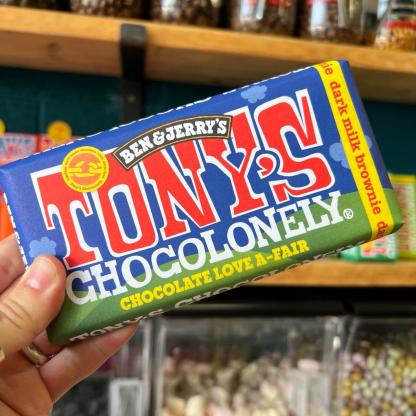 BEN & JERRY'S
TONY'S
CHOCOLONELY®
CHOCOLATE LOVE A-FAIR
dark milk brownie